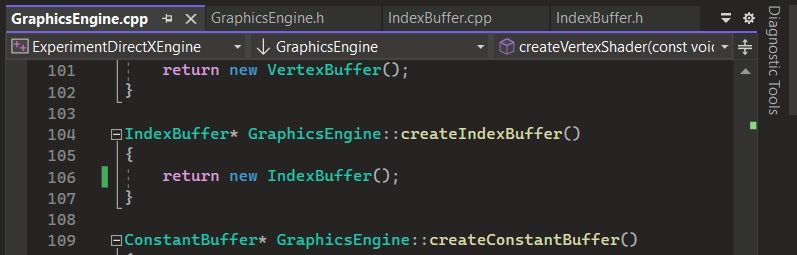 GraphicsEngine.cpp GraphicsEngine.h IndexBuffer.cpp IndexBuffer.h
ExperimentDirectXEngine GraphicsEngine createVertexShader(const voic
101 return new VertexBuffer();
102 }
103
104 IndexBuffer* GraphicsEngine::createIndexBuffer()
105 {
106 return new IndexBuffer();
107 }
108
109 ConstantBuffer* GraphicsEngine::createConstantBuffer()
Diagnostic Tools